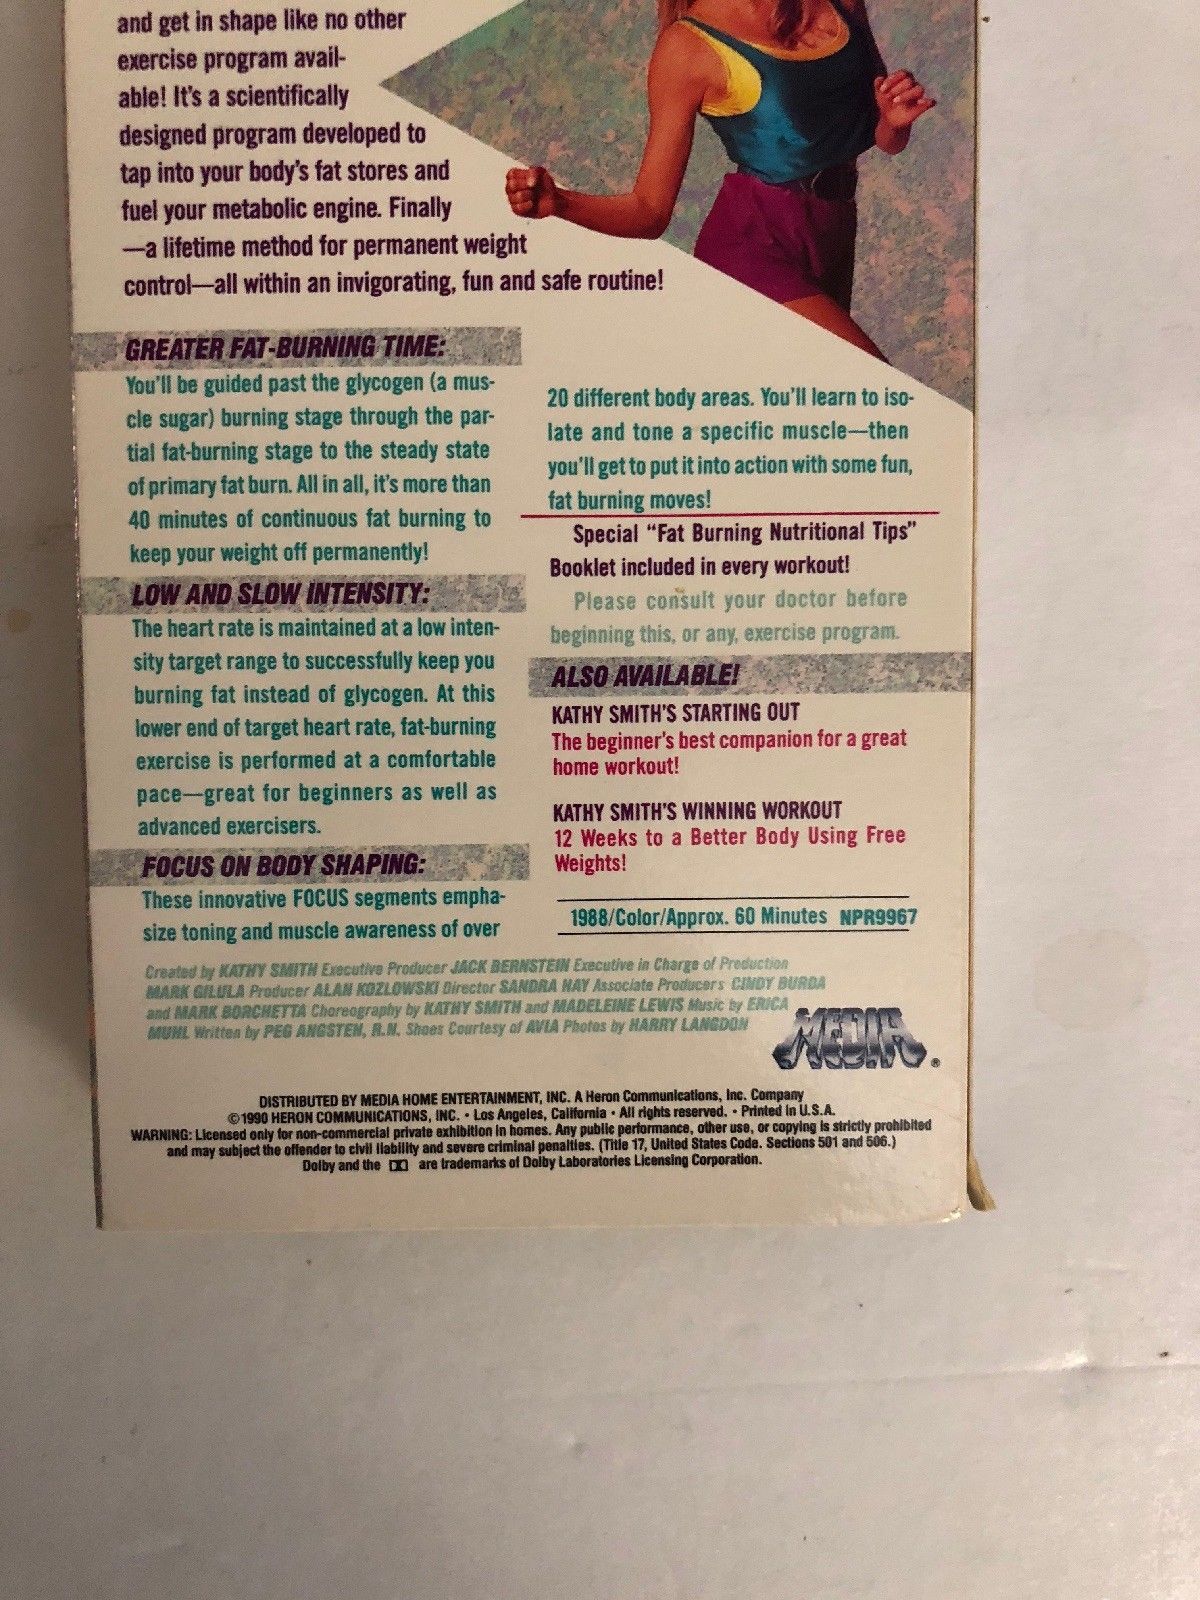 and get in shape like no other
exercise program avail-
able! It's a scientifically
designed program developed to
tap into your body's fat stores and
fuel your metabolic engine. Finally
—a lifetime method for permanent weight
control—all within an invigorating, fun and safe routine!
GREATER FAT-BURNING TIME:
You'll be guided past the glycogen (a mus-
cle sugar) burning stage through the par-
tial fat-burning stage to the steady state
of primary fat burn. All in all, it's more than
40 minutes of continuous fat burning to
keep your weight off permanently!
LOW AND SLOW INTENSITY:
The heart rate is maintained at a low inten-
sity target range to successfully keep you
burning fat instead of glycogen. At this
lower end of target heart rate, fat-burning
exercise is performed at a comfortable
pace—great for beginners as well as
advanced exercisers.
FOCUS ON BODY SHAPING:
These innovative FOCUS segments empha-
size toning and muscle awareness of over
20 different body areas. You'll learn to iso-
late and tone a specific muscle—then
you'll get to put it into action with some fun,
fat burning moves!
Special "Fat Burning Nutritional Tips"
Booklet included in every workout!
Please consult your doctor before
beginning this, or any, exercise program.
ALSO AVAILABLE!
KATHY SMITH'S STARTING OUT
The beginner's best companion for a great
home workout!
KATHY SMITH'S WINNING WORKOUT
12 Weeks to a Better Body Using Free
Weights!
1988/Color/Approx. 60 Minutes NPR9967
Created by KATHY SMITH Executive Producer JACK BERNSTEIN Executive in Charge of Production
MARK GILULA Producer ALAN KOZLOWSKI Director SANDRA HAY Associate Producers CINDY BURDA
and MARK BORCHETTA Choreography by KATHY SMITH and MADELEINE LEWIS Music by ERICA
MUHL Written by PEG ANGSTEN, R.N. Shoes Courtesy of AVIA Photos by HARRY LANGDON
MEDIA®
DISTRIBUTED BY MEDIA HOME ENTERTAINMENT, INC. A Heron Communications, Inc. Company
©1990 HERON COMMUNICATIONS, INC. • Los Angeles, California • All rights reserved. • Printed in U.S.A.
WARNING: Licensed only for non-commercial private exhibition in homes. Any public performance, other use, or copying is strictly prohibited
and may subject the offender to civil liability and severe criminal penalties. (Title 17, United States Code. Sections 501 and 506.)
Dolby and the are trademarks of Dolby Laboratories Licensing Corporation.